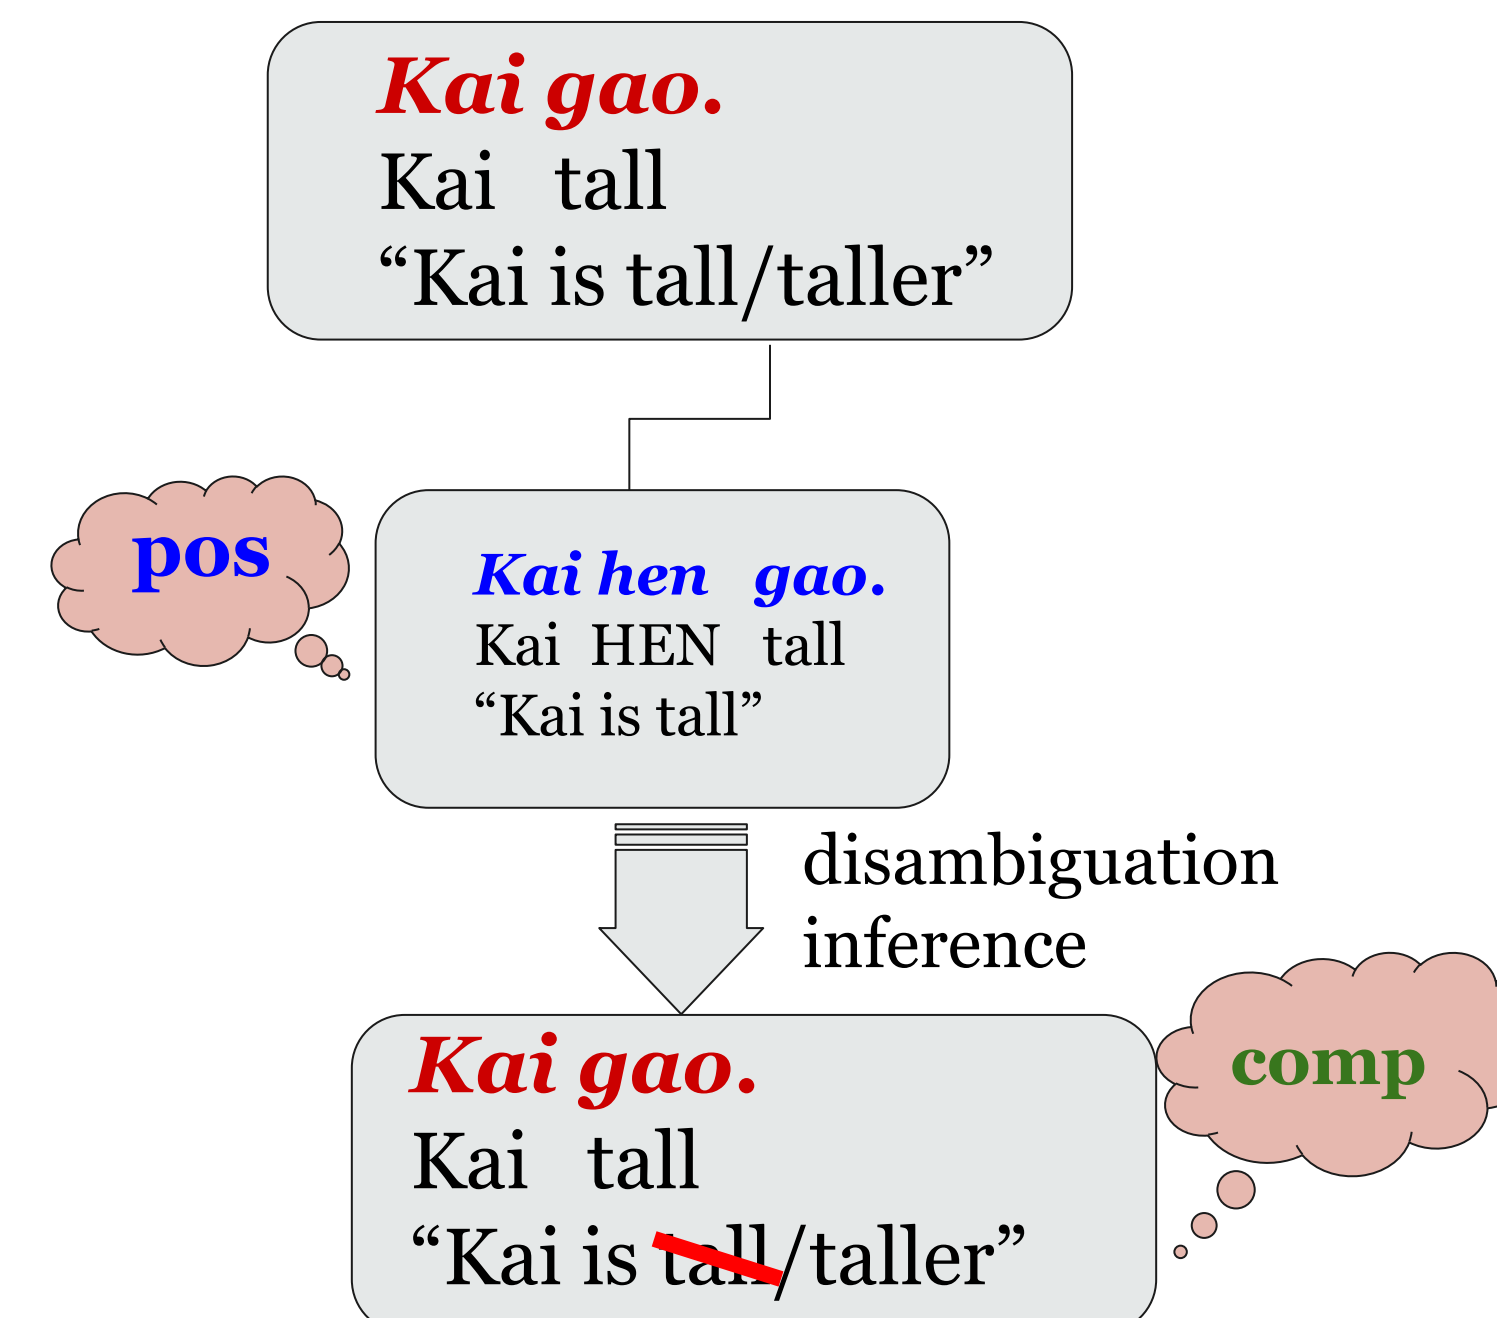 Kai gao.
Kai tall
“Kai is tall/taller”
pos
Kai hen gao.
Kai HEN tall
“Kai is tall”
disambiguation
inference
comp
Kai gao.
Kai tall
“Kai is tall/taller”